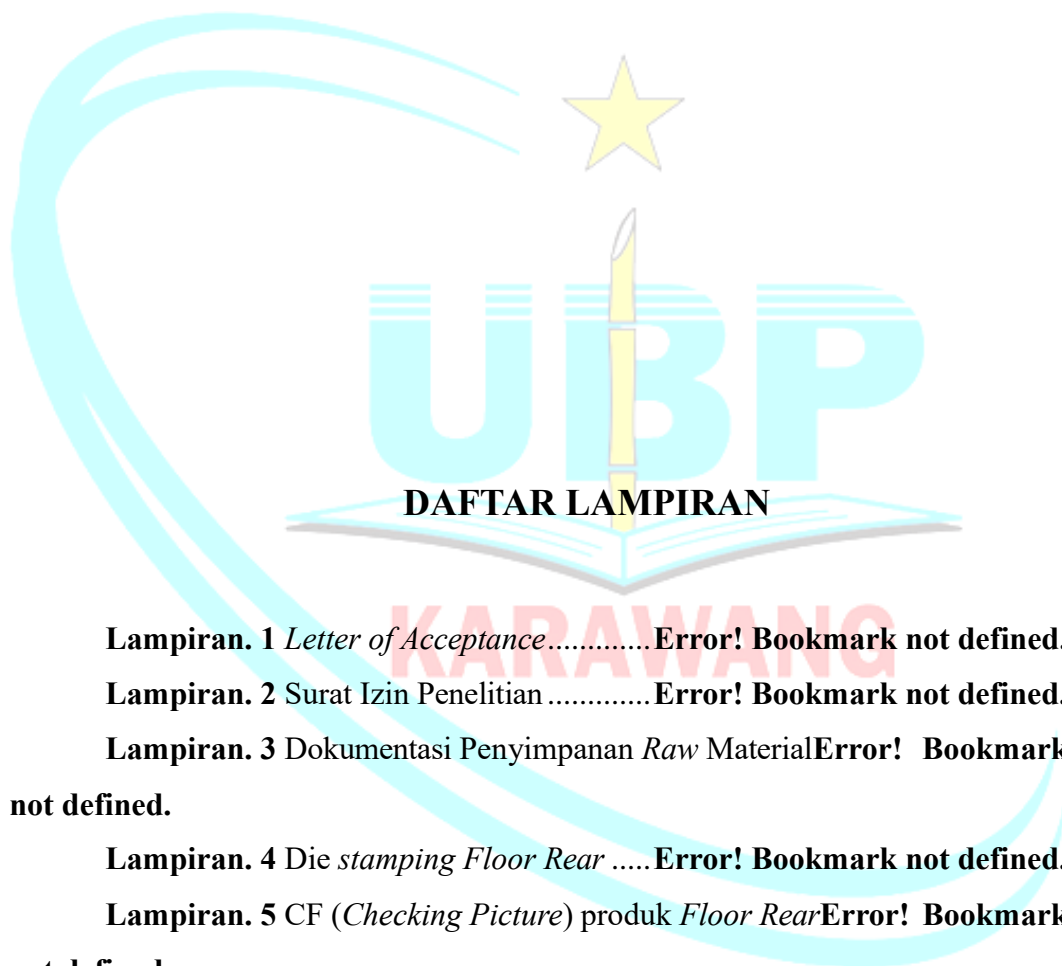 UBP
DAFTAR LAMPIRAN
KARAWANG
Lampiran. 1 Letter of Acceptance.............Error! Bookmark not defined.
Lampiran. 2 Surat Izin Penelitian.............Error! Bookmark not defined.
Lampiran. 3 Dokumentasi Penyimpanan Raw MaterialError! Bookmark
not defined.
Lampiran. 4 Die stamping Floor Rear.....Error! Bookmark not defined.
Lampiran. 5 CF (Checking Picture) produk Floor RearError! Bookmark